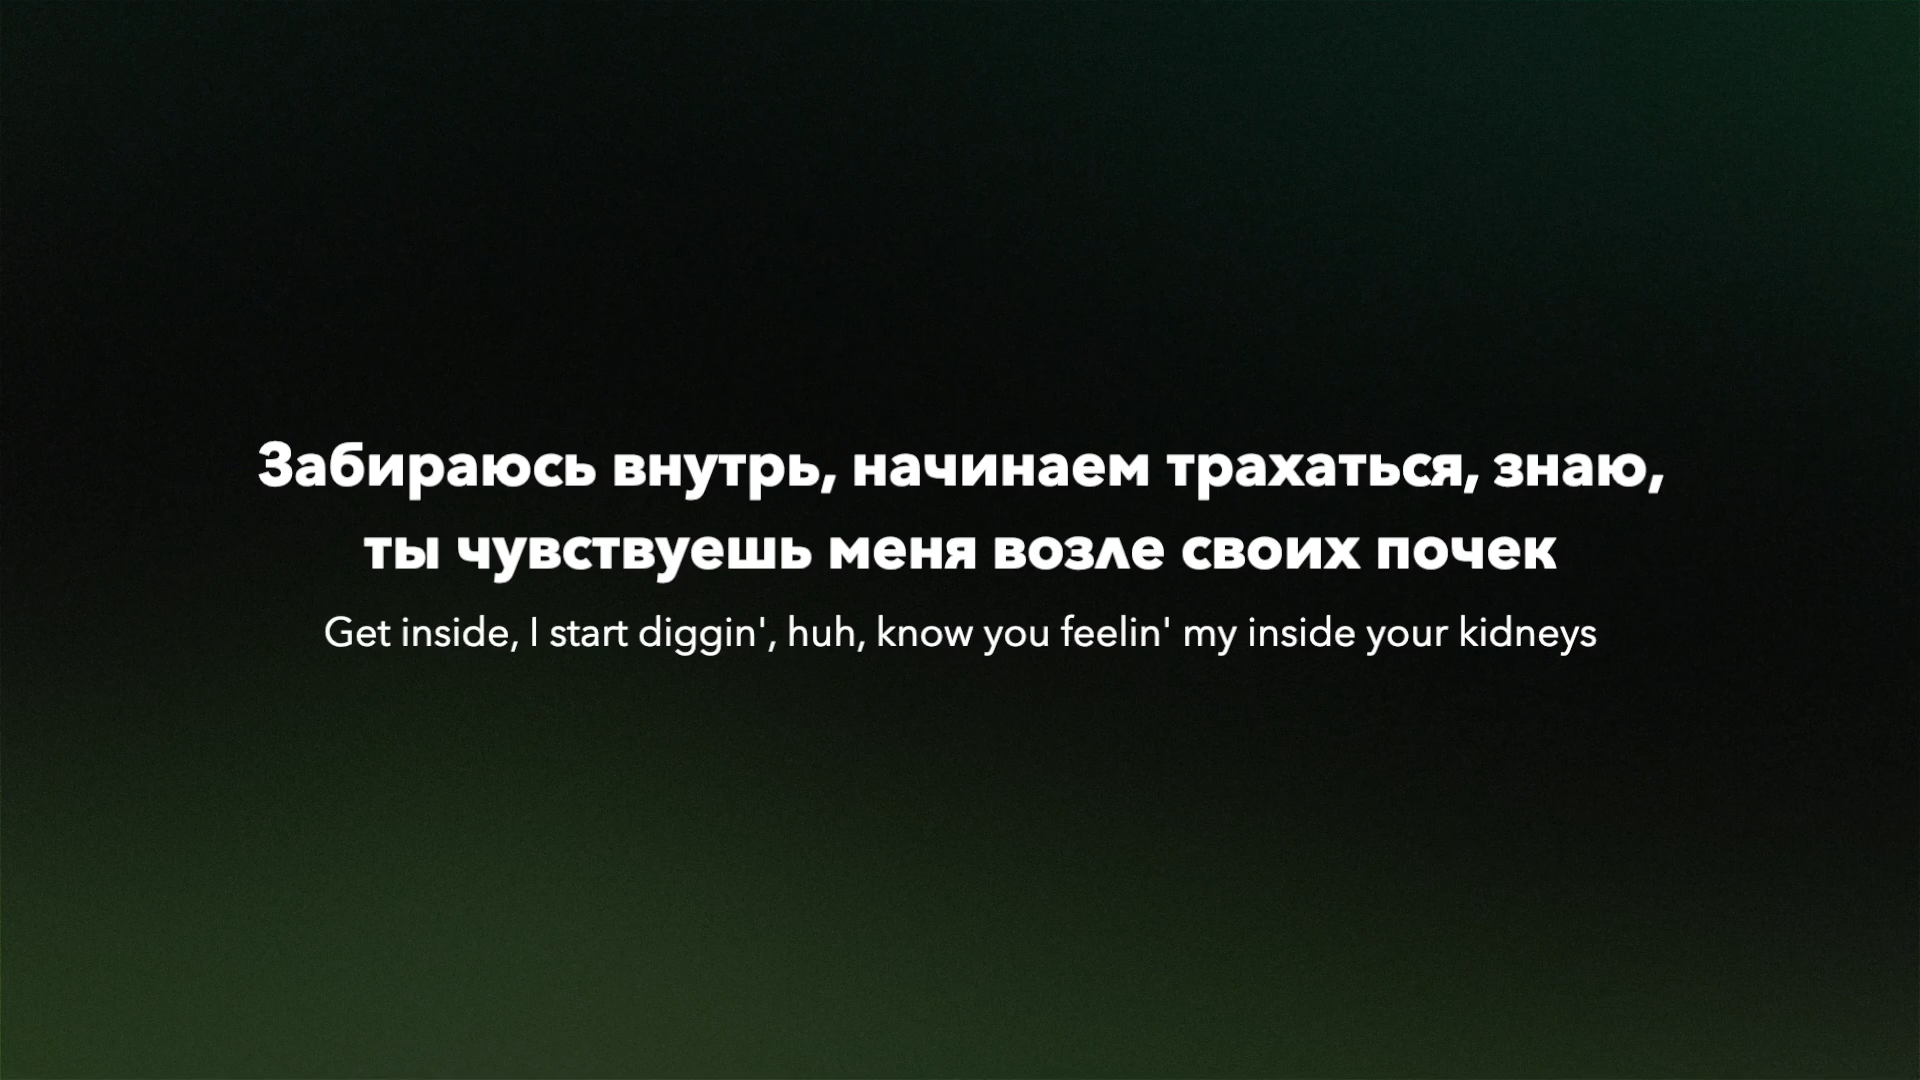 Забираюсь внутрь, начинаем трахаться, знаю,
ты чувствуешь меня возле своих почек
Get inside, I start diggin', huh, know you feelin' my inside your kidneys